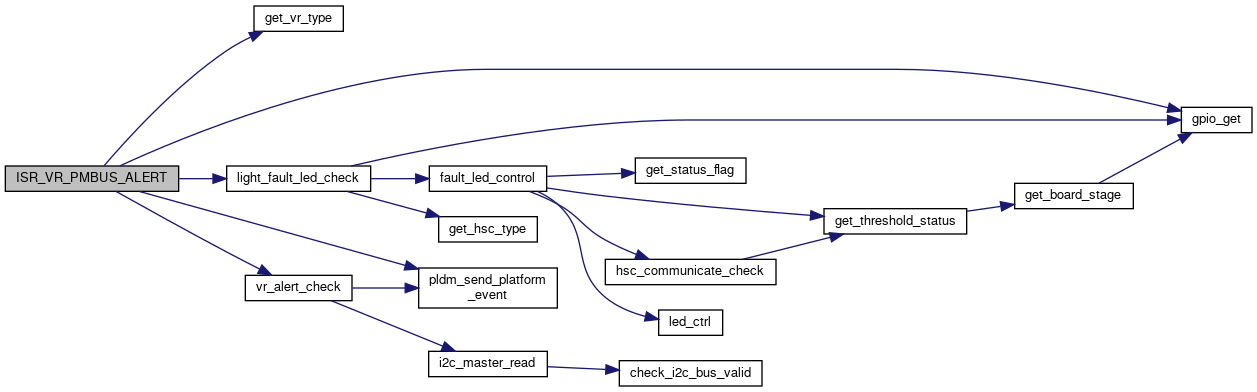 get_vr_type
gpio_get
ISR_VR_PMBUS_ALERT
light_fault_led_check
fault_led_control
get_status_flag
get_board_stage
get_threshold_status
get_hsc_type
hsc_communicate_check
vr_alert_check
pldm_send_platform
_event
led_ctrl
i2c_master_read
check_i2c_bus_valid